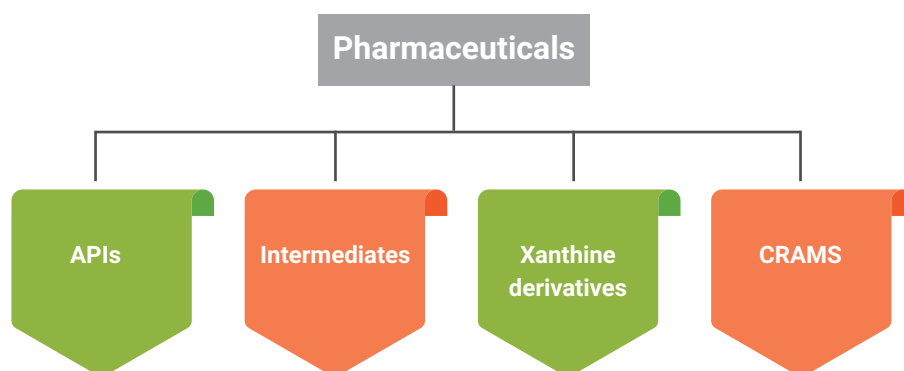 Pharmaceuticals
APIs
Intermediates
Xanthine
derivatives
CRAMS